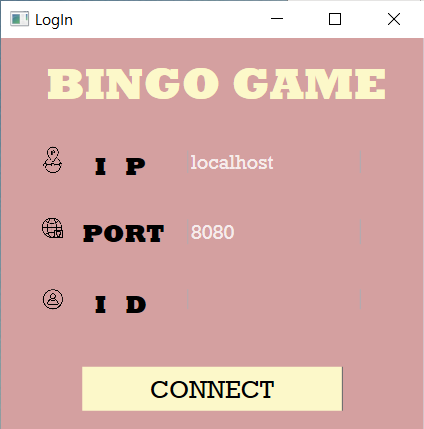 LogIn
BINGO GAME
I P localhost
PORT 8080
I D
CONNECT